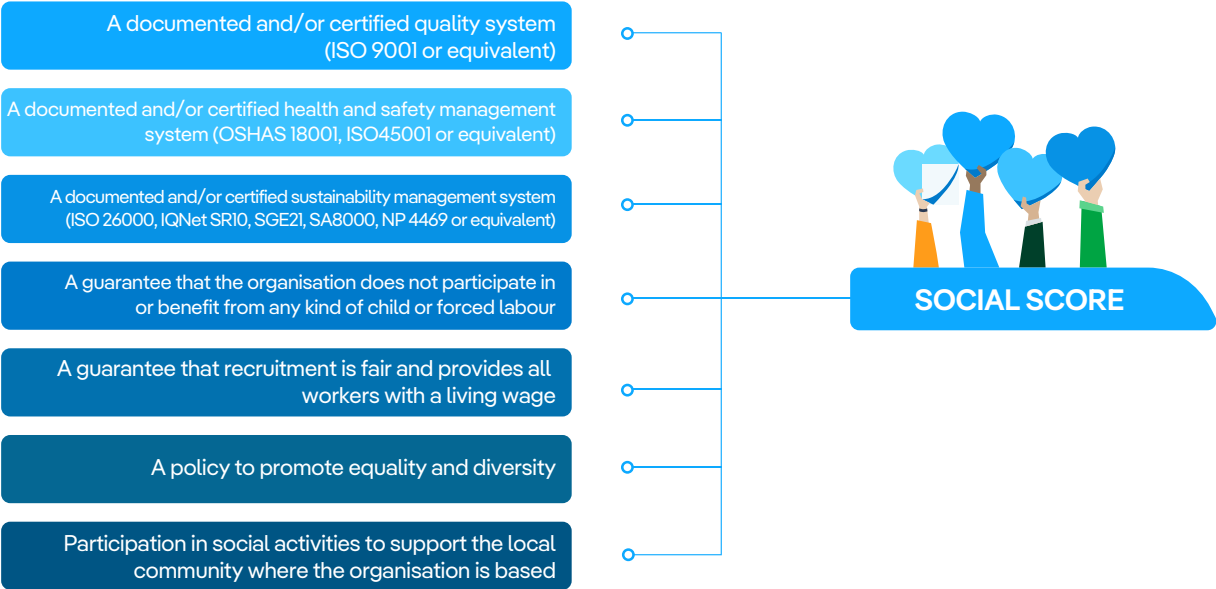 A documented and/or certified quality system
(ISO 9001 or equivalent)
A documented and/or certified health and safety management
system (OSHAS 18001, ISO45001 or equivalent)
A documented and/or certified sustainability management system
(ISO 26000, IQNet SR10, SGE21, SA8000, NP 4469 or equivalent)
A guarantee that the organisation does not participate in
or benefit from any kind of child or forced labour
A guarantee that recruitment is fair and provides all
workers with a living wage
A policy to promote equality and diversity
Participation in social activities to support the local
community where the organisation is based
SOCIAL SCORE